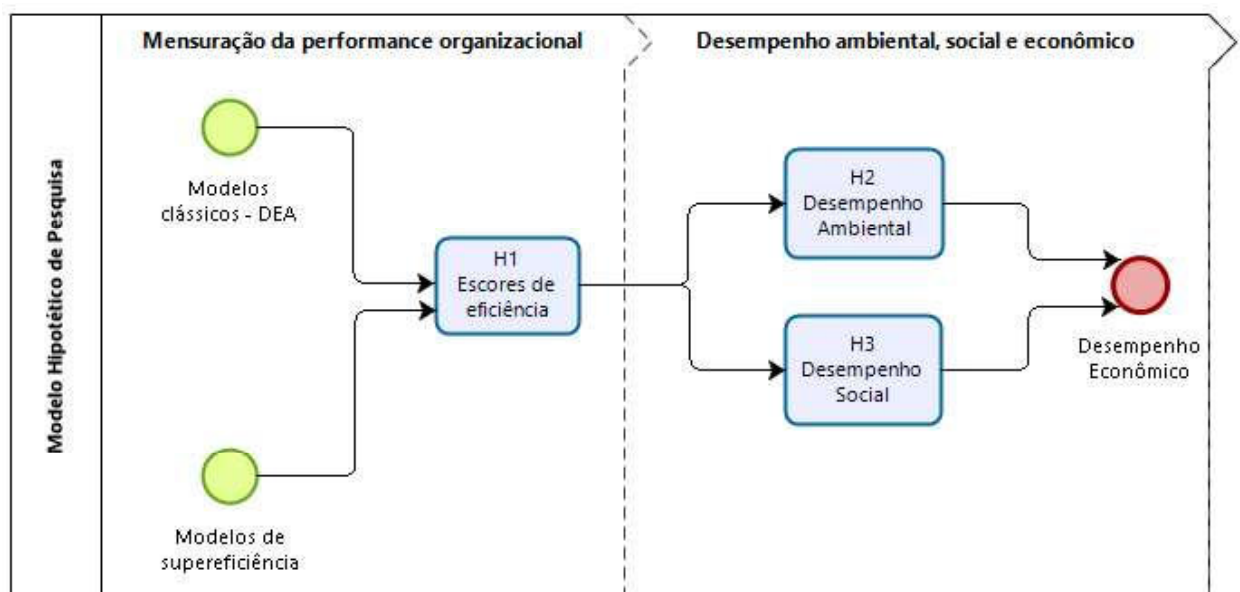 Mensuração da performance organizacional
Desempenho ambiental, social e econômico
Modelo Hipotético de Pesquisa
Modelos
clássicos - DEA
H1
Escores de
eficiência
Modelos de
supereficiência
H2
Desempenho
Ambiental
H3
Desempenho
Social
Desempenho
Econômico